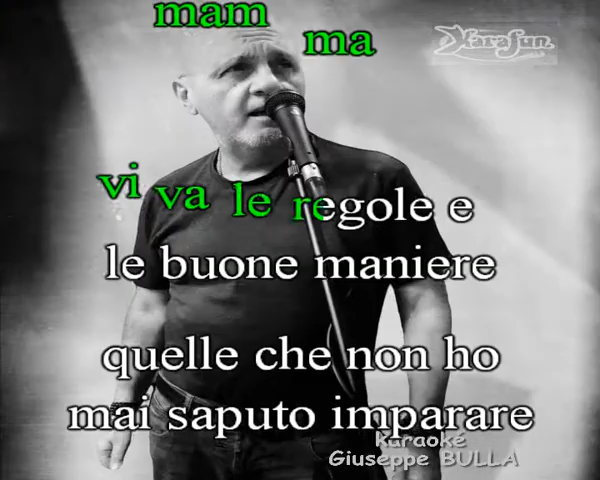 mam
ma
KaraFun
vi va le regole e
le buone maniere
quelle che non ho
mai saputo imparare
Karaoké
Giuseppe BULLA